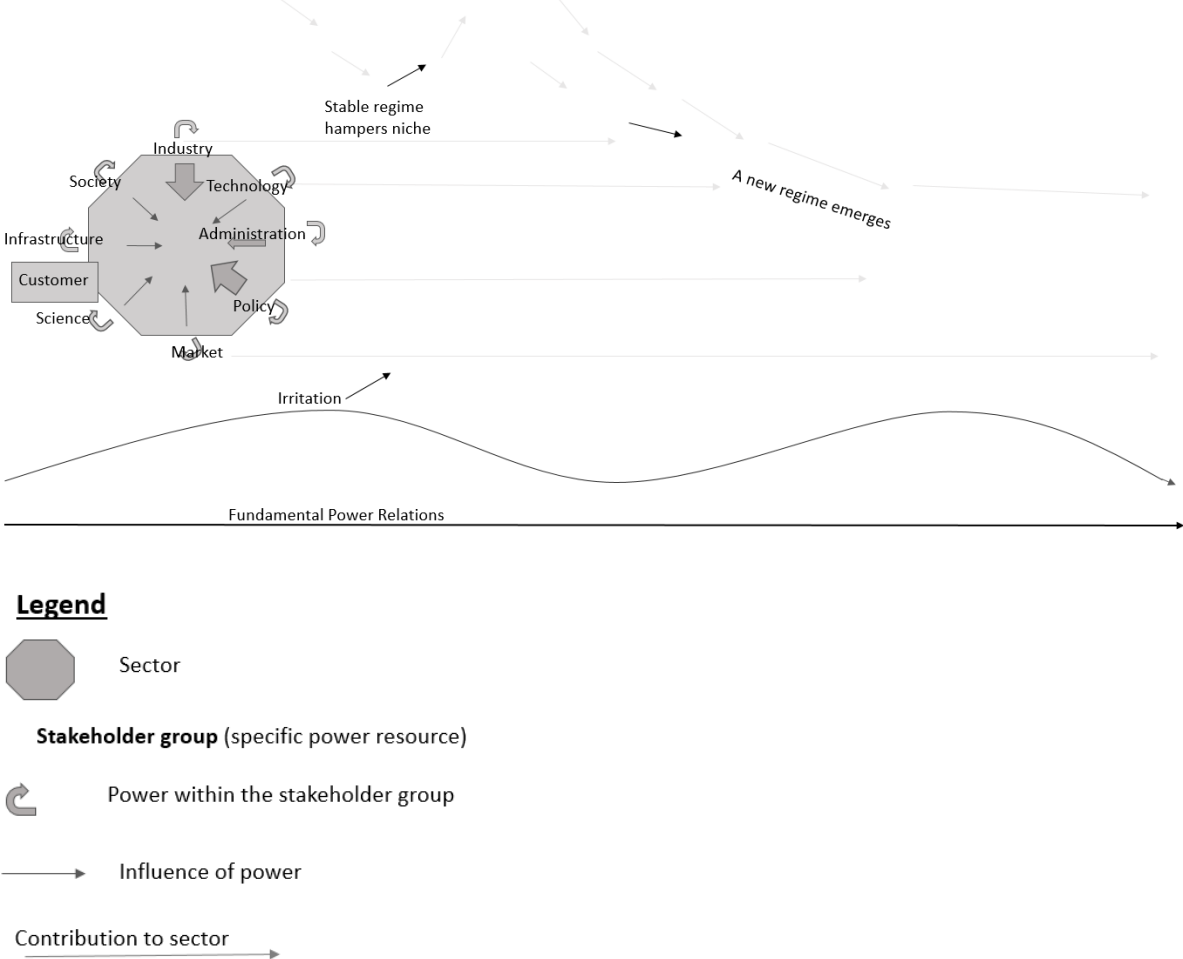 Stable regime
hampers niche
Industry
Society
Technology
A new regime emerges
Infrastructure
Administration
Customer
Policy
Science
Market
Irritation
Fundamental Power Relations
Legend
Sector
Stakeholder group (specific power resource)
Power within the stakeholder group
Influence of power
Contribution to sector